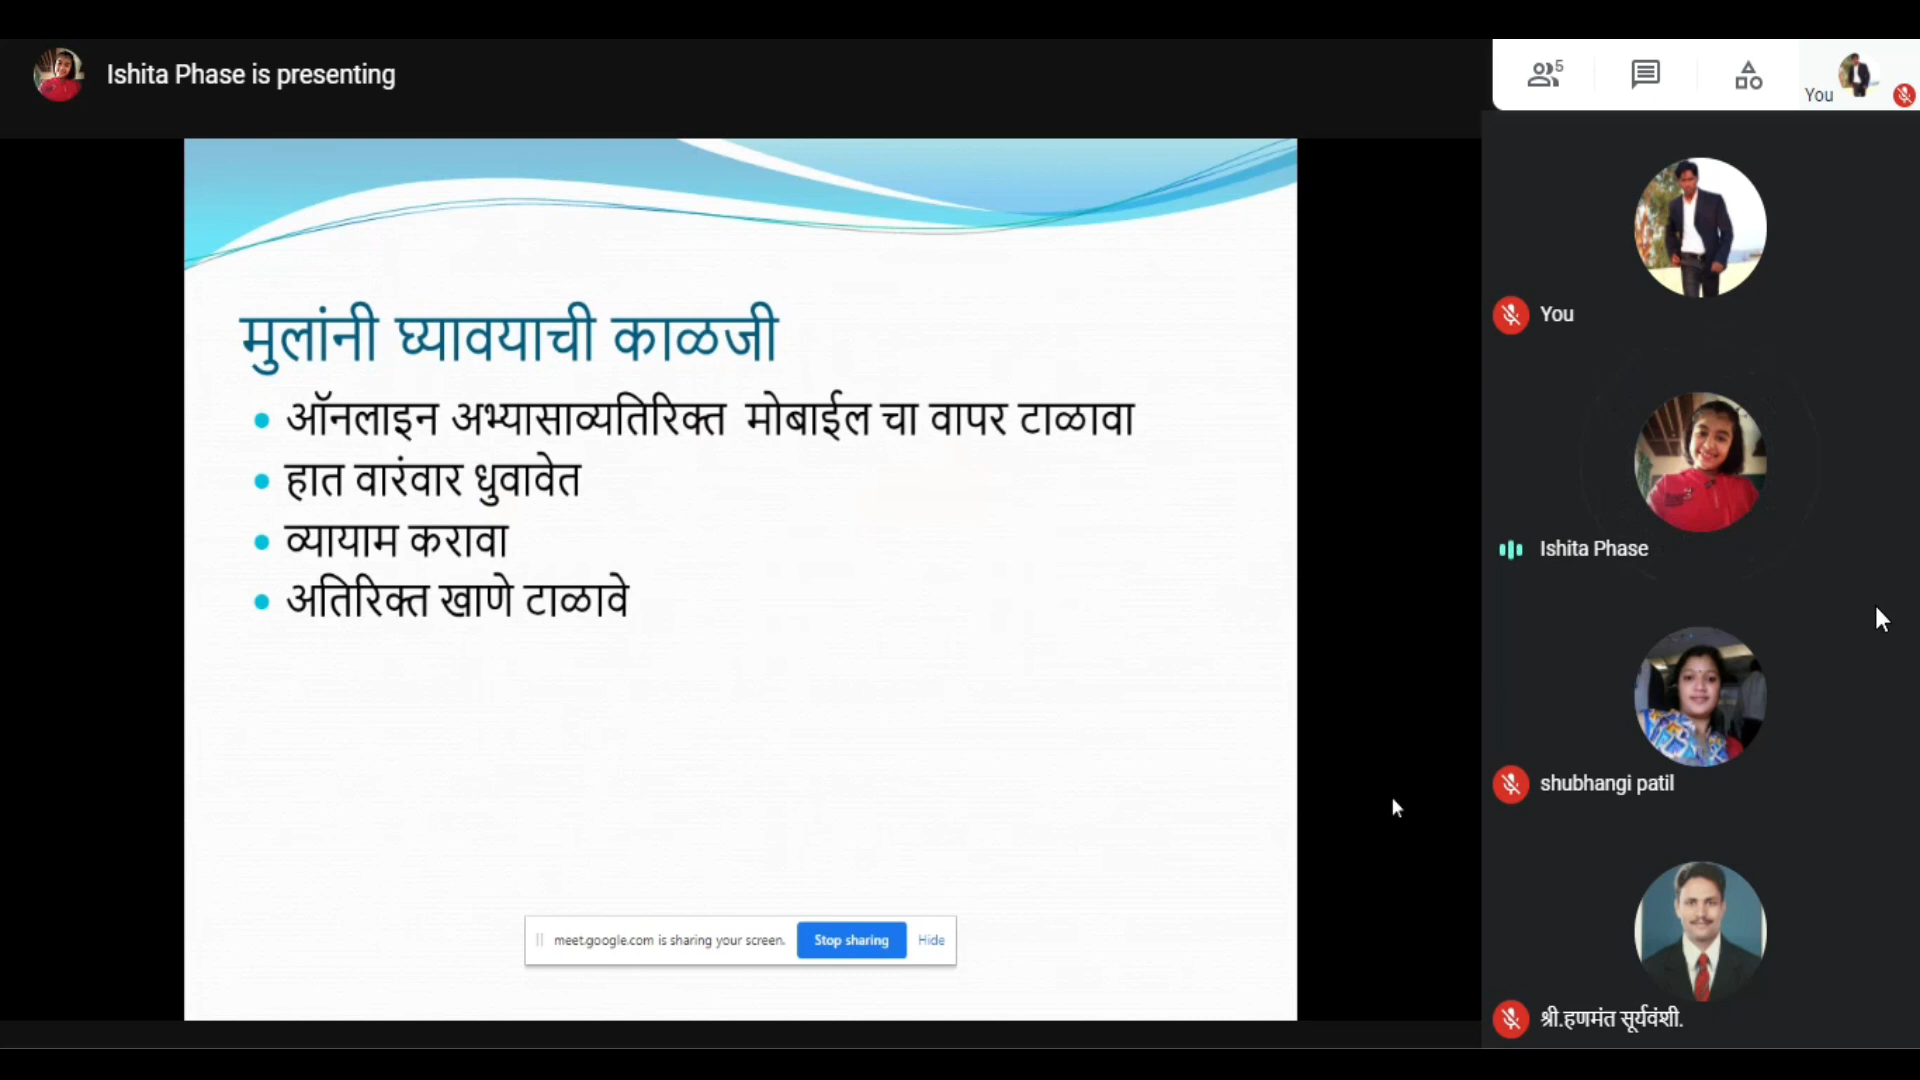 Ishita Phase is presenting
5
You
मुलांनी घ्यावयाची काळजी
• ऑनलाइन अभ्यासाव्यतिरिक्त मोबाईल चा वापर टाळावा
• हात वारंवार धुवावेत
• व्यायाम करावा
• अतिरिक्त खाणे टाळावे
meet.google.com is sharing your screen. Stop sharing Hide
You
Ishita Phase
shubhangi patil
श्री.हणमंत सूर्यवंशी.